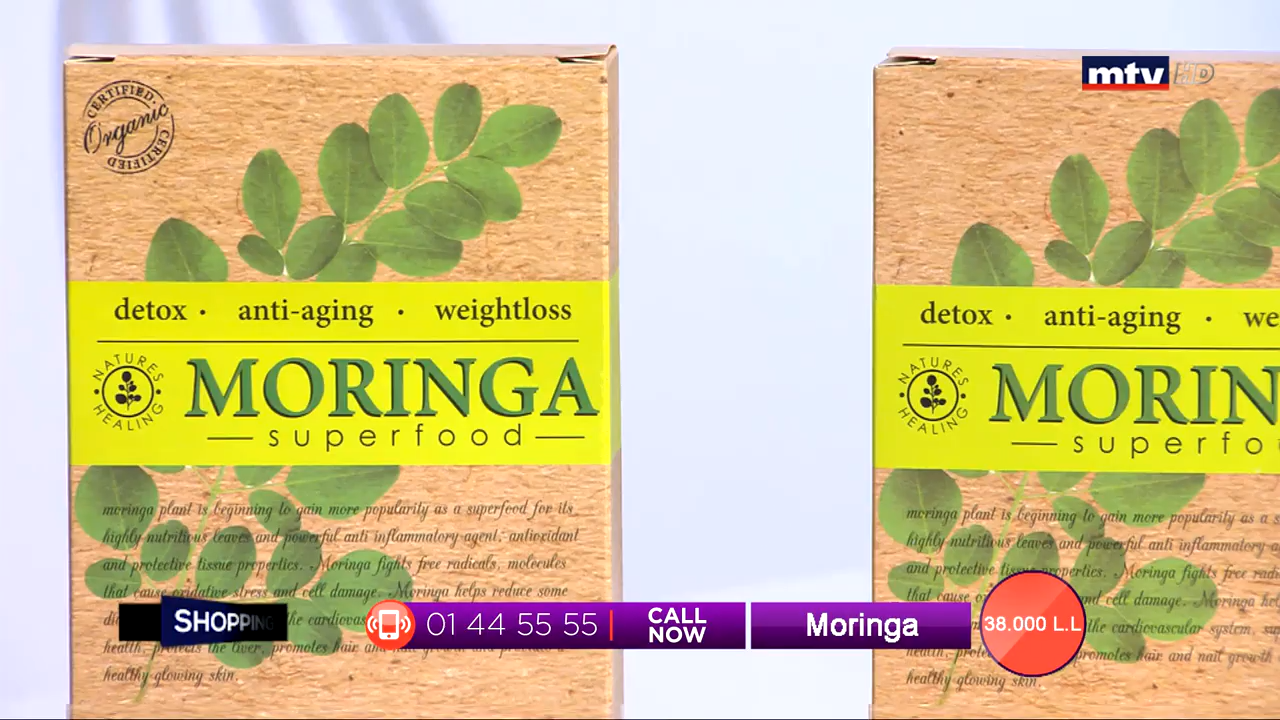 mtv HD
CERTIFIED
Organic
CERTIFIED
detox · anti-aging · weightloss
NATURES HEALING
MORINGA
superfood
moringa plant is beginning to gain more popularity as a superfood for its
highly nutritious leaves and powerful anti inflammatory agent, antioxidant
and protective tissue properties. Moringa fights free radicals, molecules
that cause oxidative stress and cell damage. Moringa helps reduce some
health, protects the liver, promotes hair and nail growth and
healthy glowing skin.
detox · anti-aging · we
NATURES HEALING
MORIN
superfo
moringa plant is beginning to gain more popularity as a s
highly nutritious leaves and powerful anti inflammatory a
and protective tissue properties. Moringa fights free radi
and cell damage. Moringa hel
the cardiovascular system, su
promotes hair and nail growth
healthy glowing skin.
SHOPPING
01 44 55 55
CALL NOW
Moringa
38.000 L.L